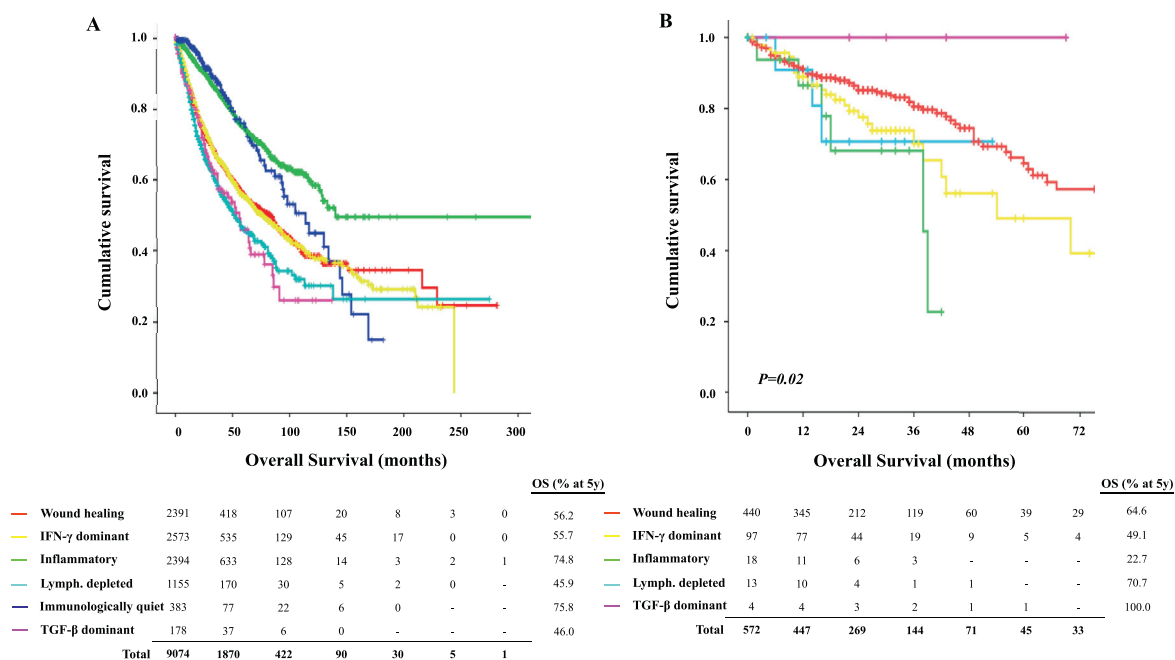 A
1.0
0.8
0.6
0.4
0.2
0.0
Cumulative survival
0 50 100 150 200 250 300
Overall Survival (months)
OS (% at 5y)
Wound healing 2391 418 107 20 8 3 0 56.2
IFN-γ dominant 2573 535 129 45 17 0 0 55.7
Inflammatory 2394 633 128 14 3 2 1 74.8
Lymph. depleted 1155 170 30 5 2 0 - 45.9
Immunologically quiet 383 77 22 6 0 - - 75.8
TGF-β dominant 178 37 6 0 - - - 46.0
Total 9074 1870 422 90 30 5 1
B
1.0
0.8
0.6
0.4
0.2
0.0
Cumulative survival
P=0.02
0 12 24 36 48 60 72
Overall Survival (months)
OS (% at 5y)
Wound healing 440 345 212 119 60 39 29 64.6
IFN-γ dominant 97 77 44 19 9 5 4 49.1
Inflammatory 18 11 6 3 - - - 22.7
Lymph. depleted 13 10 4 1 1 - 70.7
TGF-β dominant 4 4 3 2 1 1 - 100.0
Total 572 447 269 144 71 45 33